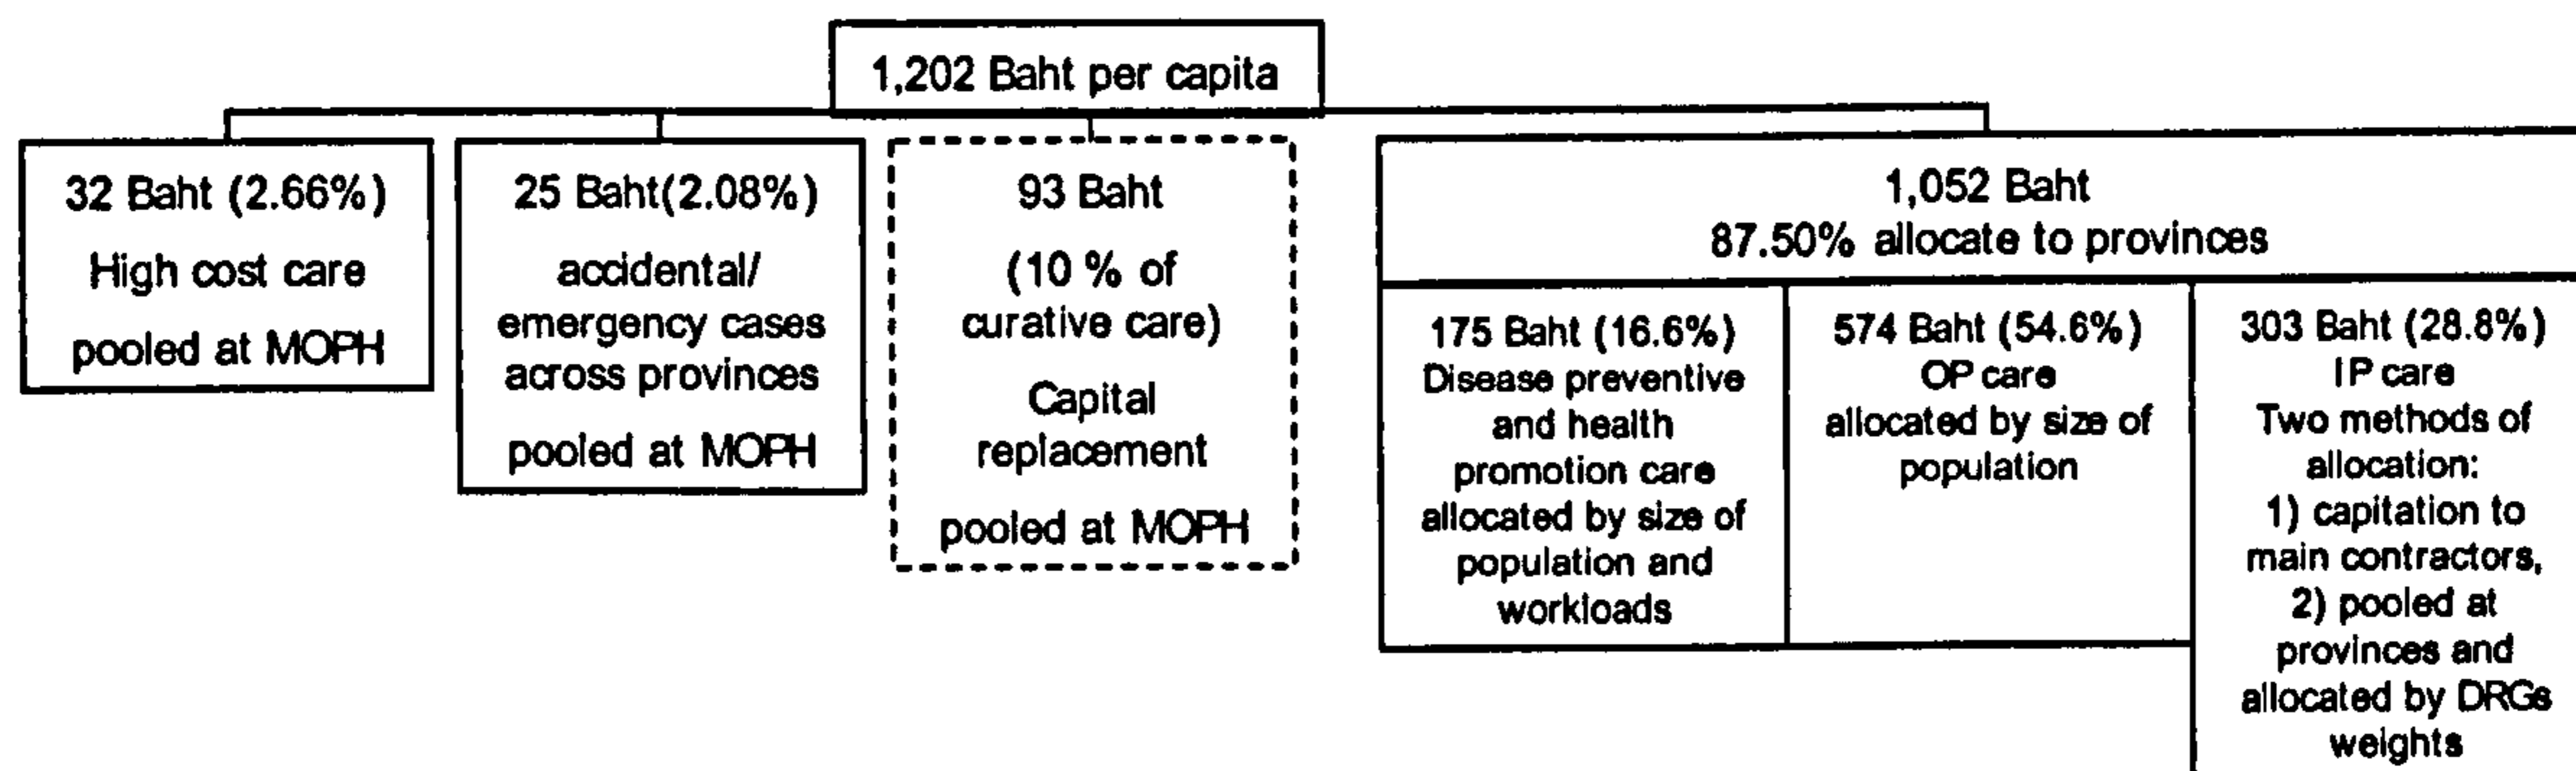 1,202 Baht per capita
32 Baht (2.66%)
High cost care
pooled at MOPH
25 Baht(2.08%)
accidental/
emergency cases
across provinces
pooled at MOPH
93 Baht
(10 % of
curative care)
Capital
replacement
pooled at MOPH
1,052 Baht
87.50% allocate to provinces
175 Baht (16.6%)
Disease preventive
and health
promotion care
allocated by size of
population and
workloads
574 Baht (54.6%)
OP care
allocated by size of
population
303 Baht (28.8%)
IP care
Two methods of
allocation:
1) capitation to
main contractors,
2) pooled at
provinces and
allocated by DRGs
weights